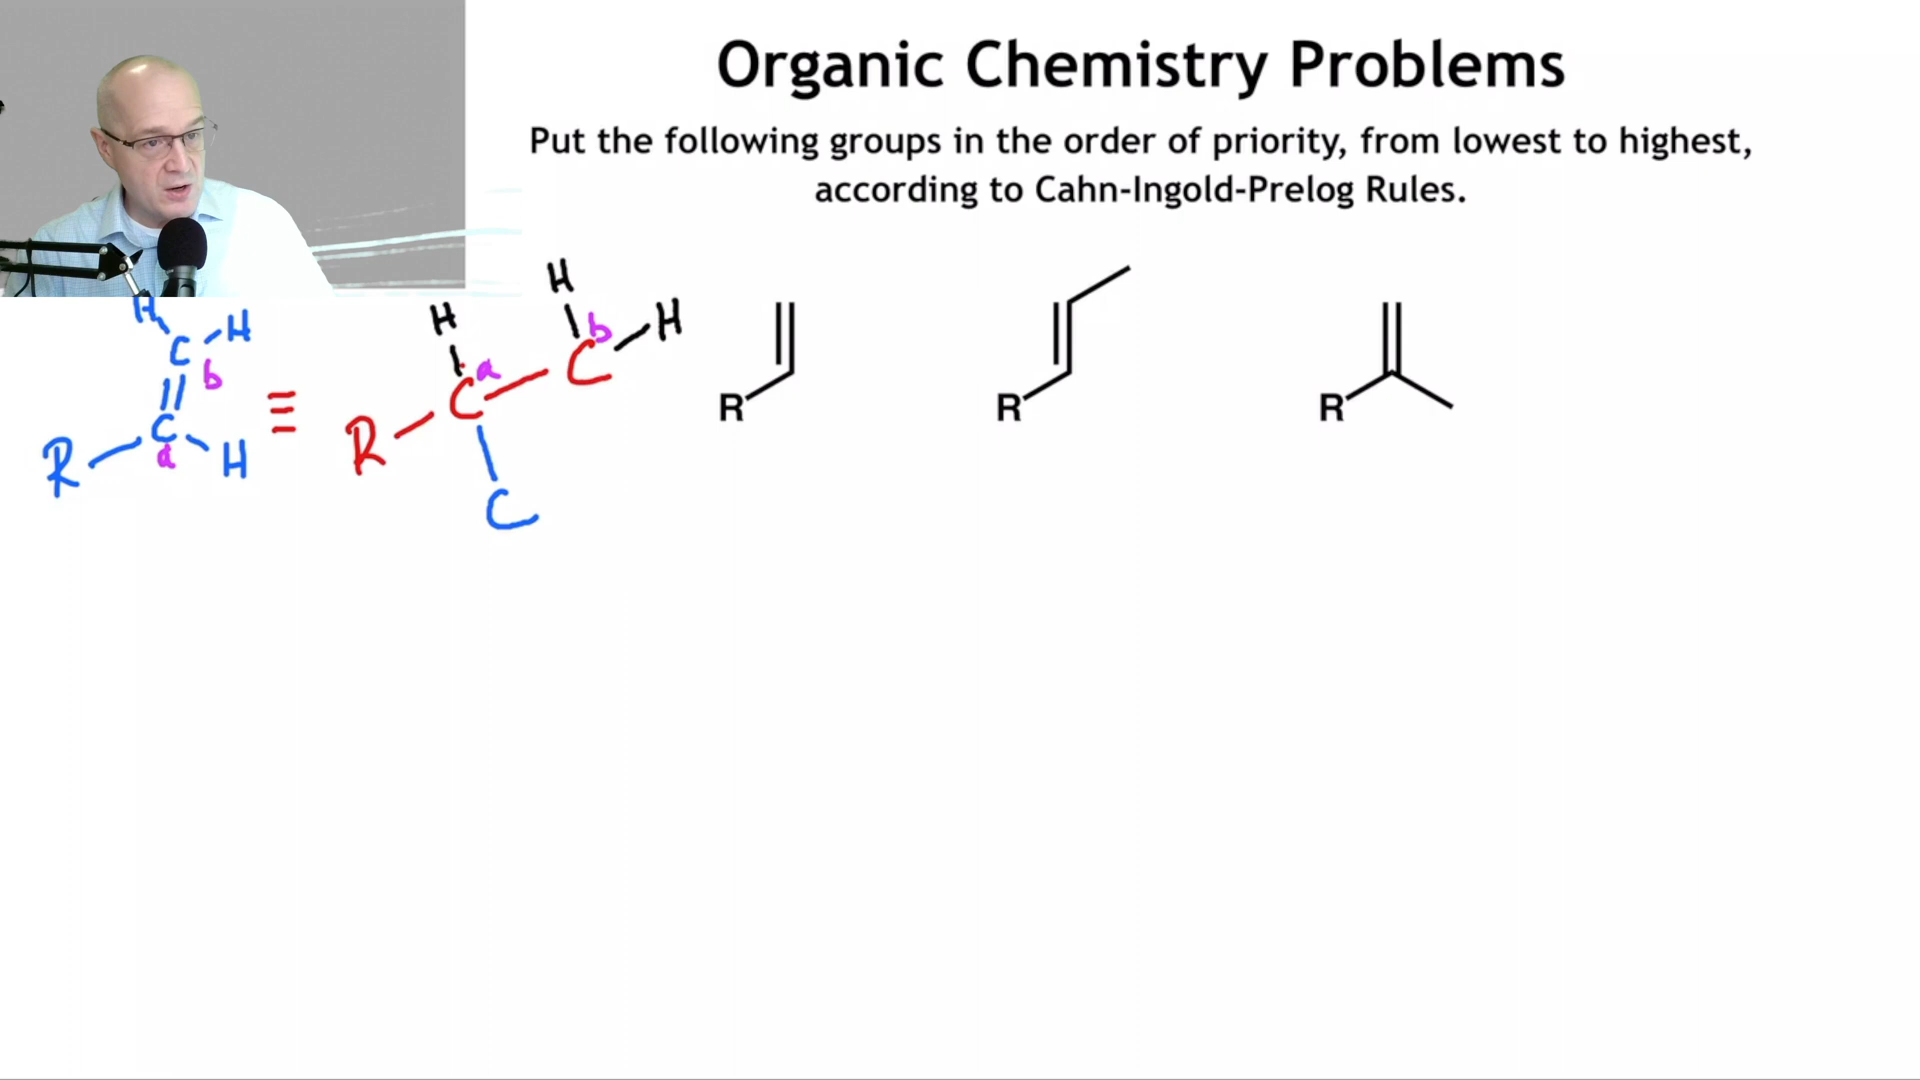 Organic Chemistry Problems
Put the following groups in the order of priority, from lowest to highest,
according to Cahn-Ingold-Prelog Rules.
H
C H
b
C
R a H
≡
H
H
H
b
C
a
C
R
C
R
R
R